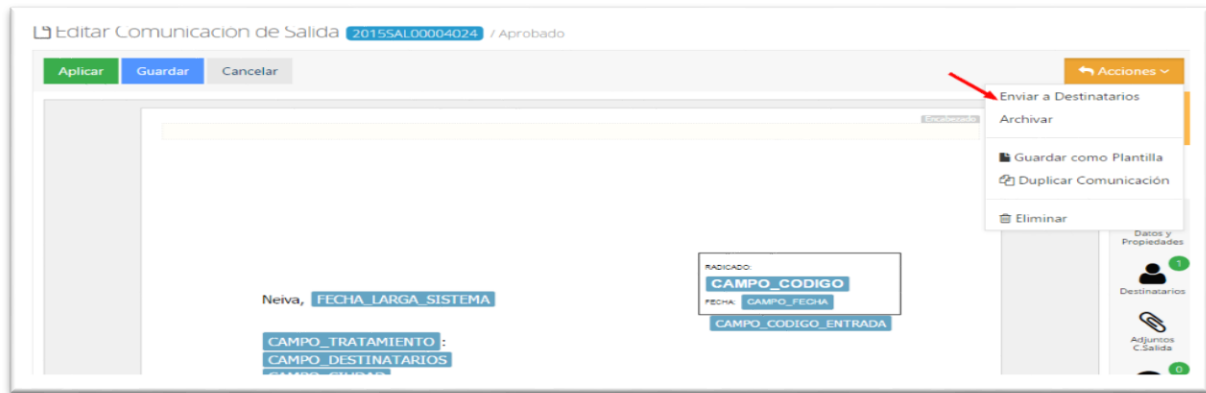 Editar Comunicación de Salida 2015SAL00004024 / Aprobado
Aplicar Guardar Cancelar Acciones
Enviar a Destinatarios
Archivar
Encabezado
Guardar como Plantilla
Duplicar Comunicación
Eliminar
Datos y
Propiedades
RADICADO:
CAMPO_CODIGO
FECHA: CAMPO_FECHA
CAMPO_CODIGO_ENTRADA
1
Destinatarios
Neiva, FECHA_LARGA_SISTEMA
Adjuntos
C.Salida
CAMPO_TRATAMIENTO :
CAMPO_DESTINATARIOS
CAMPO_CIUDAD
0